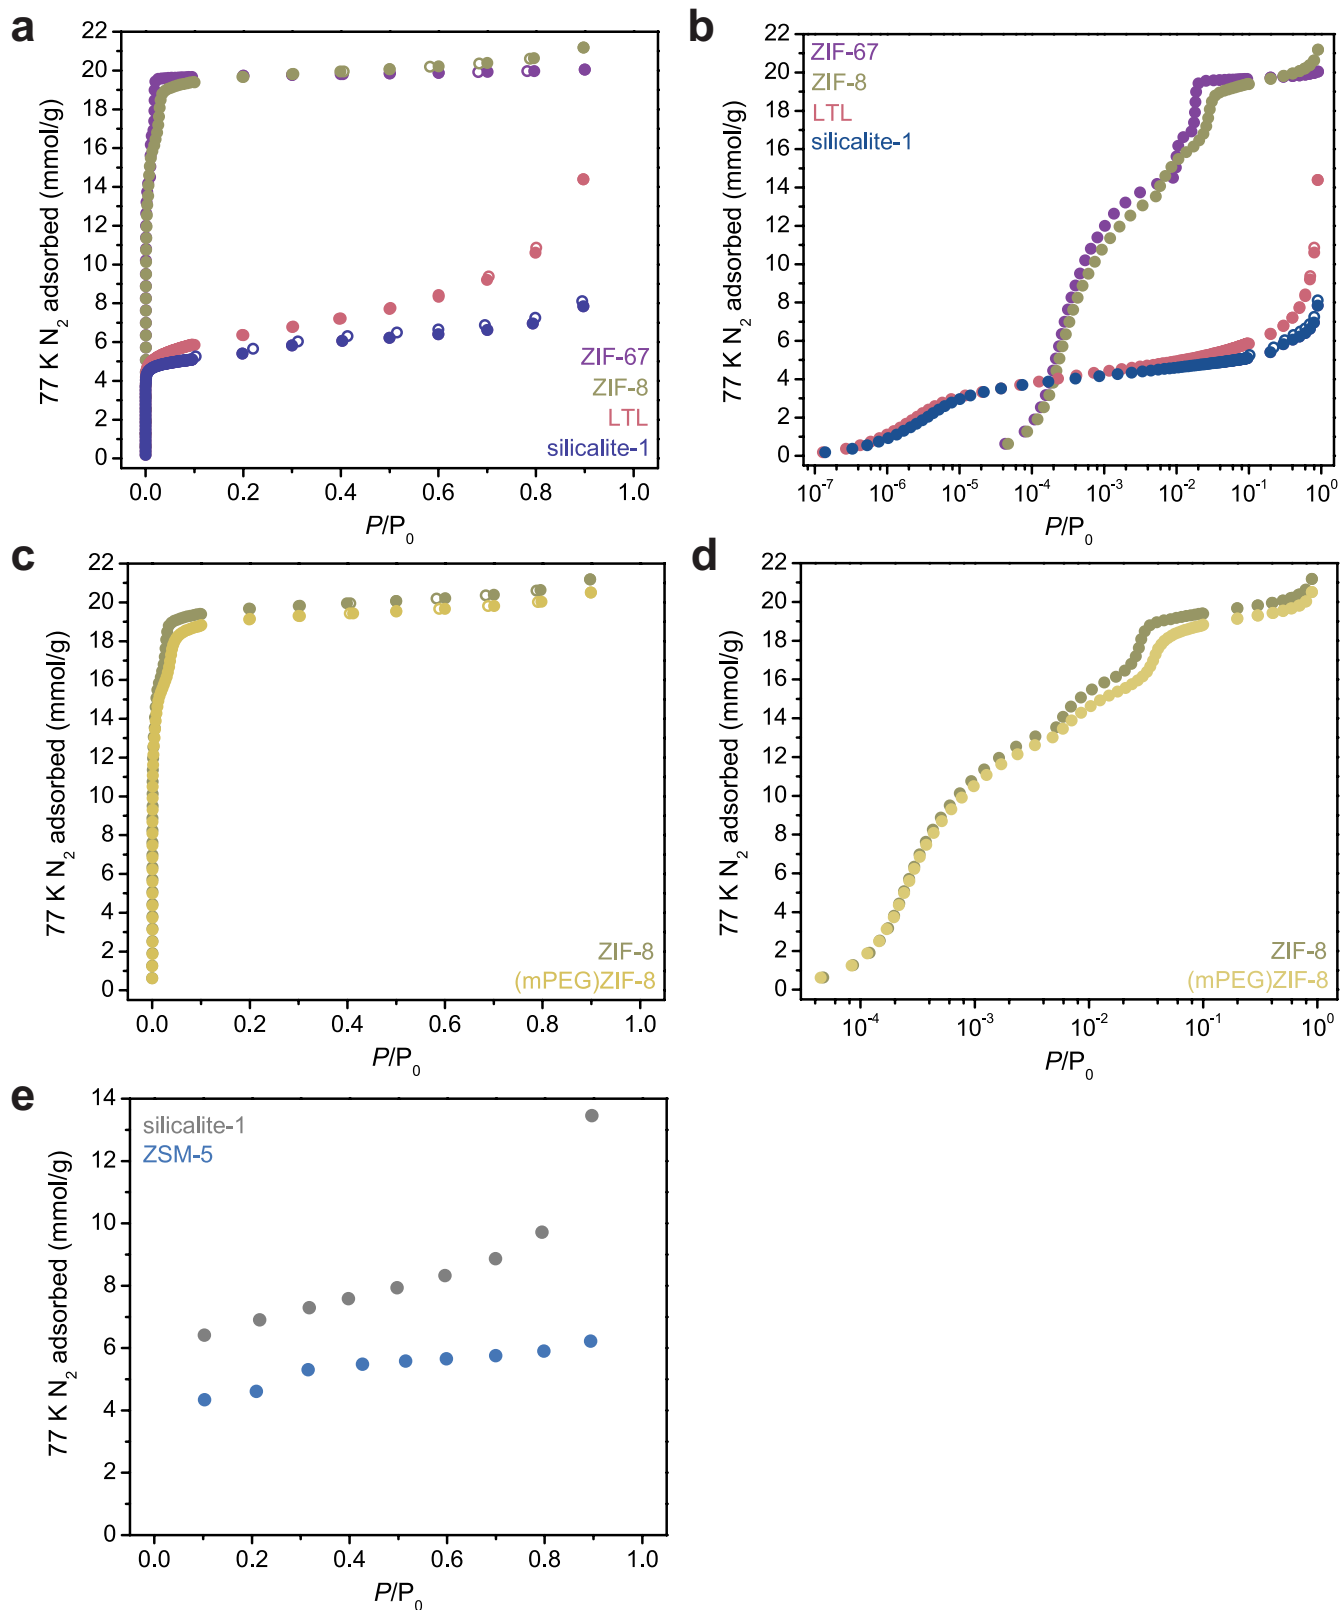 a
77 K N₂ adsorbed (mmol/g)
22
20
18
16
14
12
10
8
6
4
2
0
ZIF-67
ZIF-8
LTL
silicalite-1
0.0 0.2 0.4 0.6 0.8 1.0
P/P₀
b
77 K N₂ adsorbed (mmol/g)
22
20
18
16
14
12
10
8
6
4
2
0
ZIF-67
ZIF-8
LTL
silicalite-1
10⁻⁷ 10⁻⁶ 10⁻⁵ 10⁻⁴ 10⁻³ 10⁻² 10⁻¹ 10⁰
P/P₀
c
77 K N₂ adsorbed (mmol/g)
22
20
18
16
14
12
10
8
6
4
2
0
ZIF-8
(mPEG)ZIF-8
0.0 0.2 0.4 0.6 0.8 1.0
P/P₀
d
77 K N₂ adsorbed (mmol/g)
22
20
18
16
14
12
10
8
6
4
2
0
ZIF-8
(mPEG)ZIF-8
10⁻⁴ 10⁻³ 10⁻² 10⁻¹ 10⁰
P/P₀
e
77 K N₂ adsorbed (mmol/g)
14
12
10
8
6
4
2
0
silicalite-1
ZSM-5
0.0 0.2 0.4 0.6 0.8 1.0
P/P₀